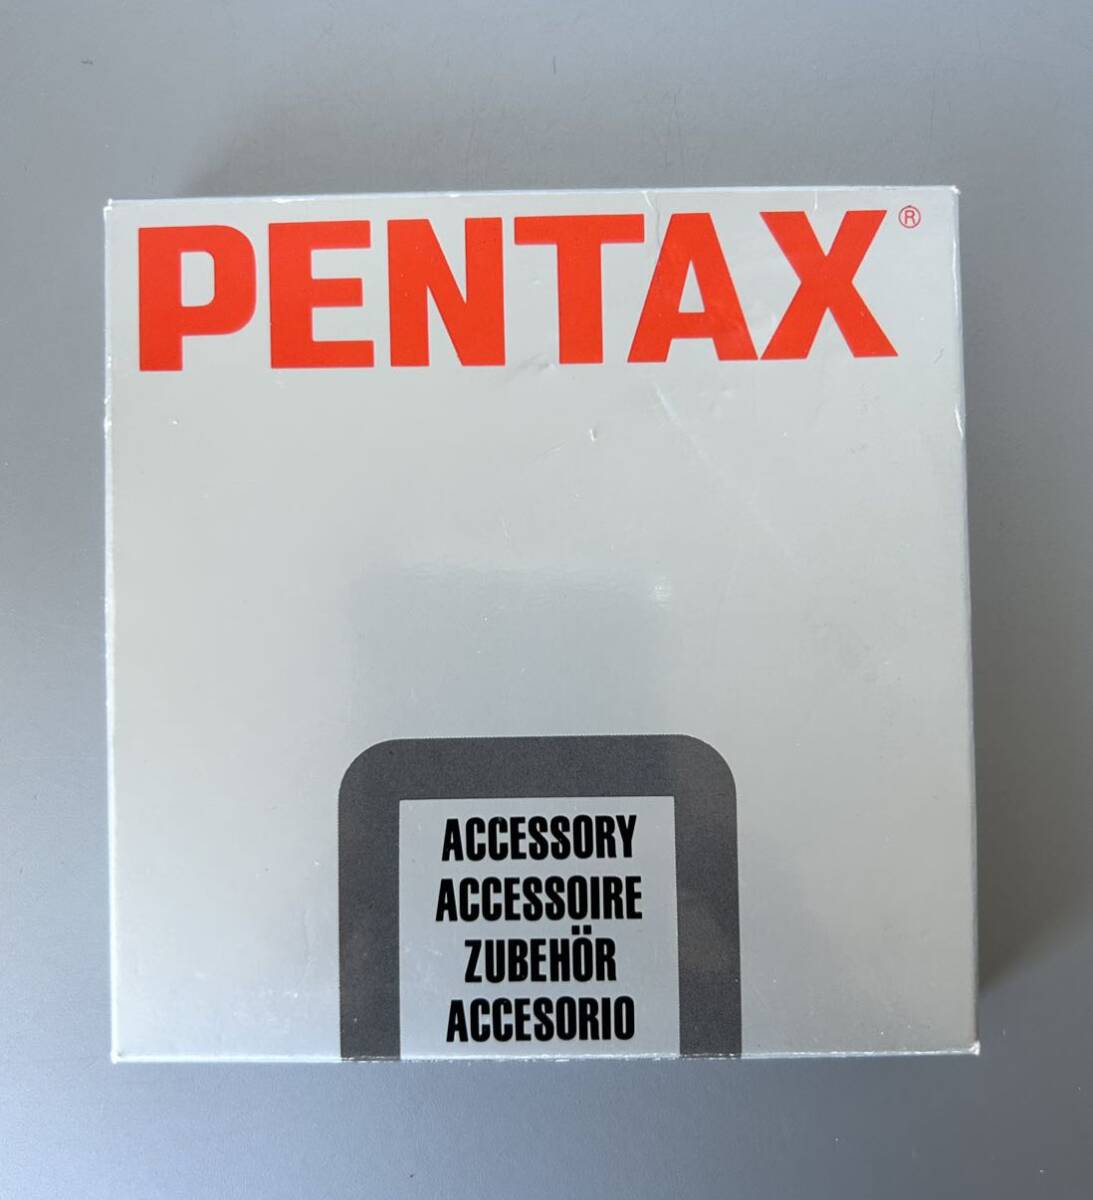 PENTAX®
ACCESSORY
ACCESSOIRE
ZUBEHÖR
ACCESORIO